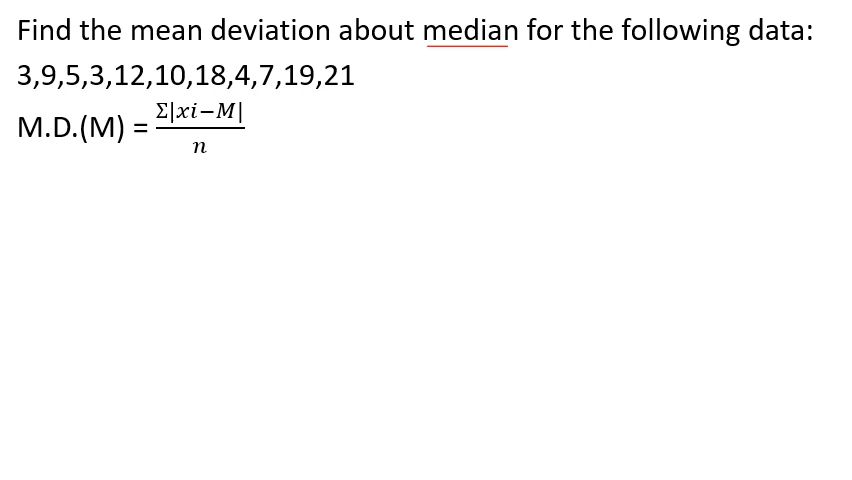 Find the mean deviation about median for the following data:
3,9,5,3,12,10,18,4,7,19,21
M.D.(M) = Σ|xi−M| / n